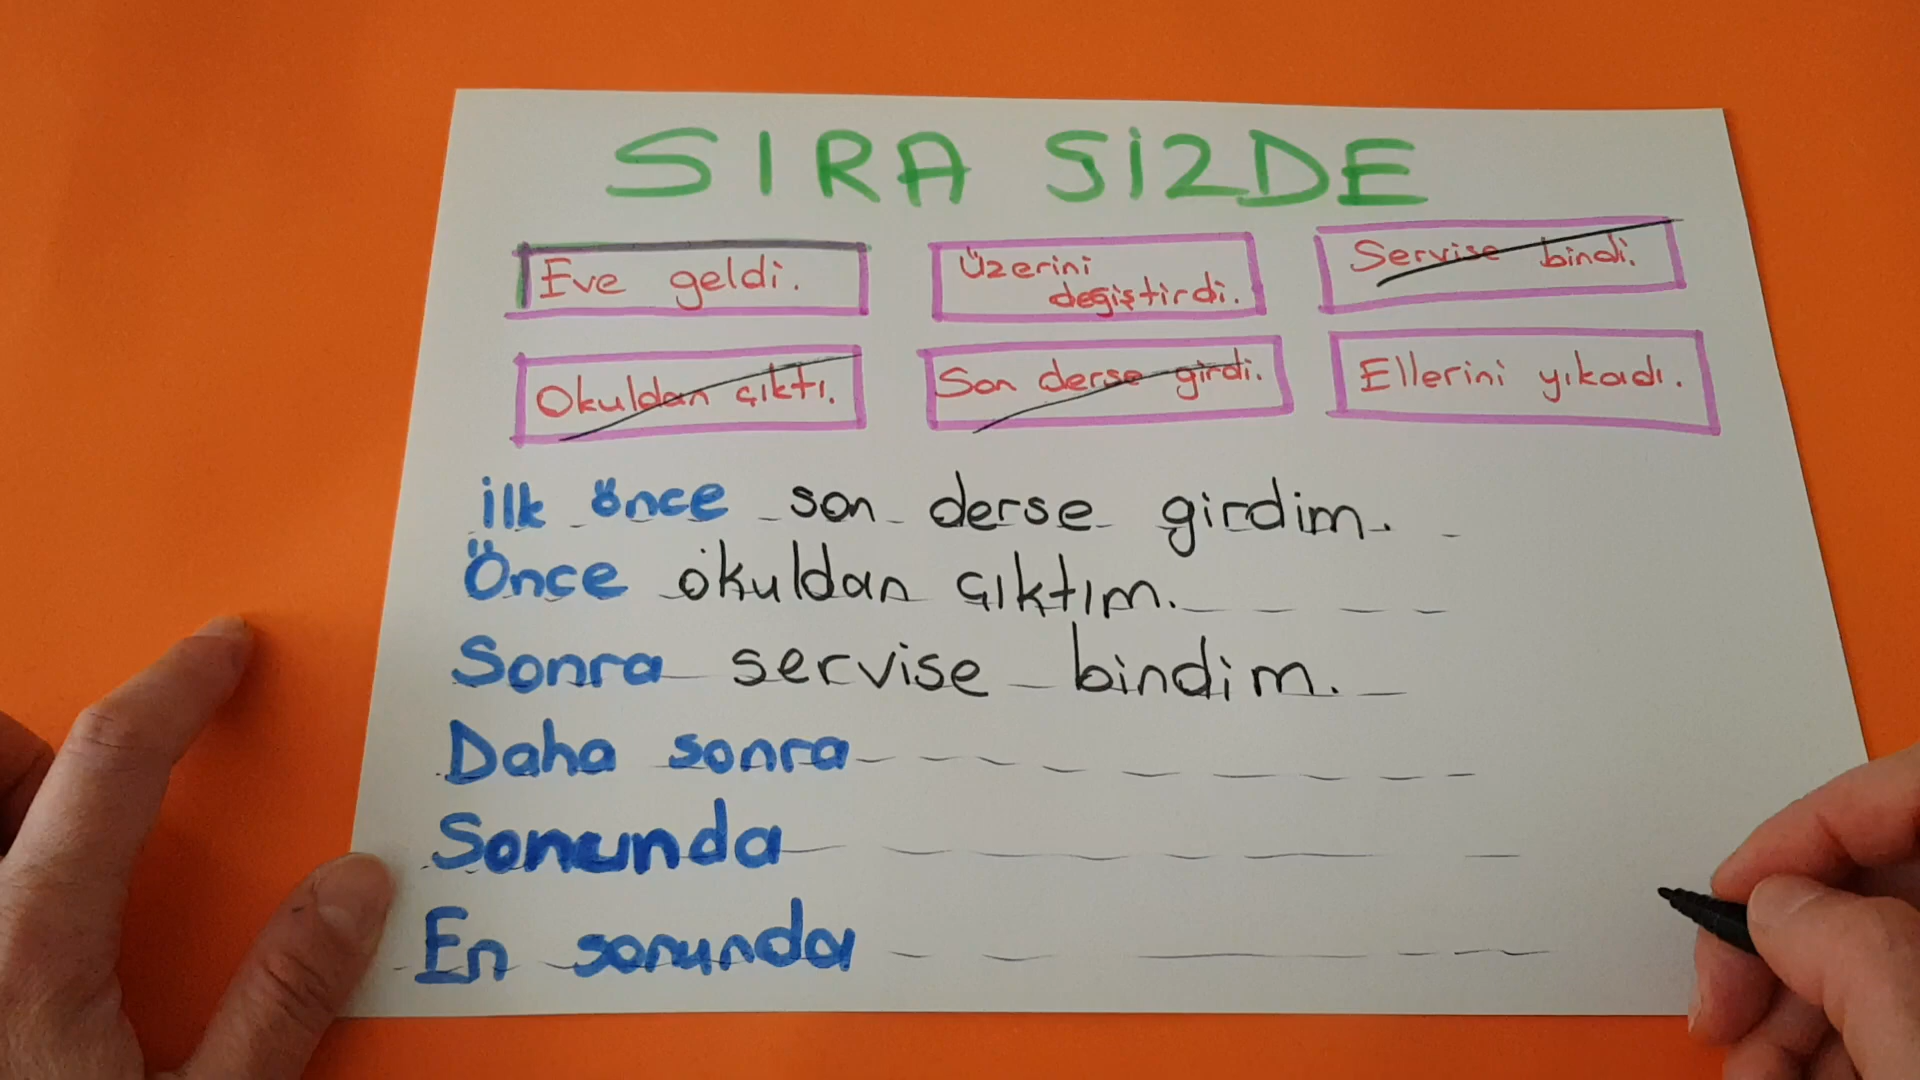 SIRA SİZDE
Eve geldi.
Üzerini
değiştirdi.
Servise bindi.
Okuldan çıktı.
Son derse girdi.
Ellerini yıkadı.
İlk önce son derse girdim.
Önce okuldan çıktım.
Sonra servise bindim.
Daha sonra
Sonunda
En sonunda